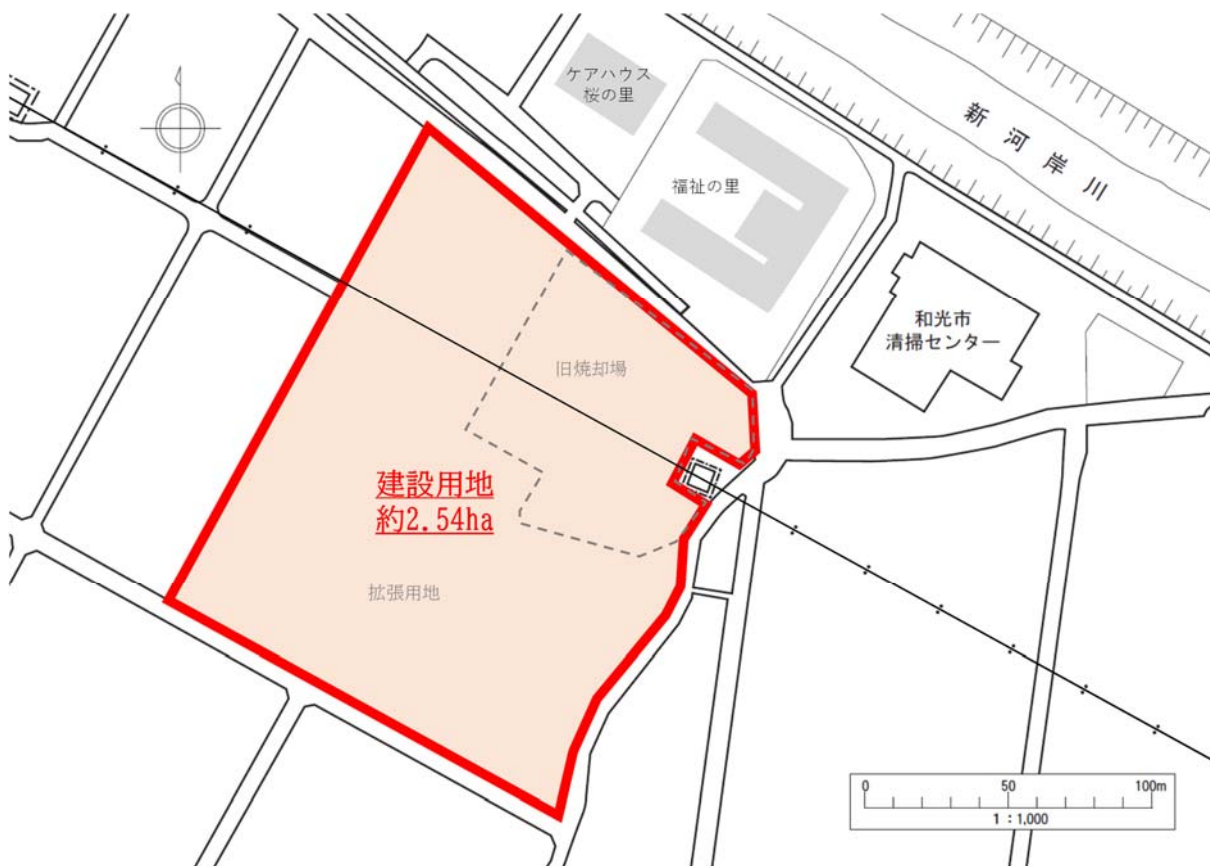 ケアハウス
桜の里
新河岸川
福祉の里
和光市
清掃センター
旧焼却場
建設用地
約2.54ha
拡張用地
0 50 100m
1：1,000